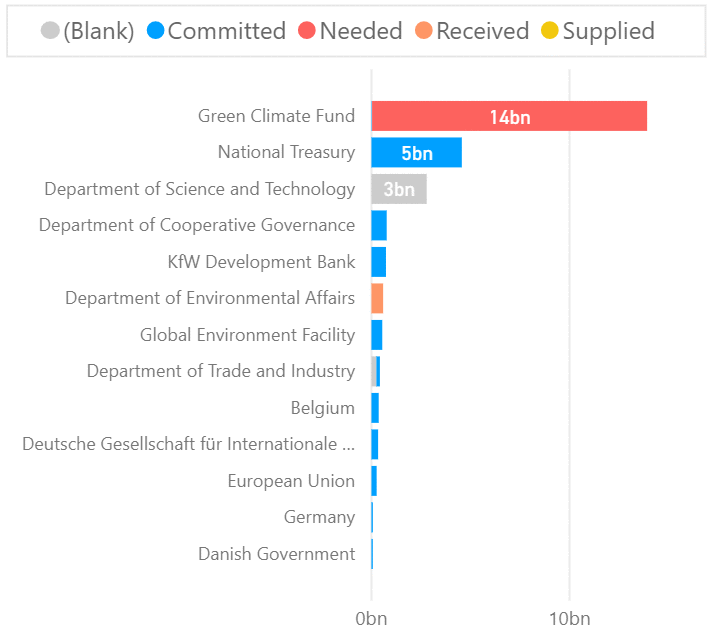 (Blank) Committed Needed Received Supplied
Green Climate Fund 14bn
National Treasury 5bn
Department of Science and Technology 3bn
Department of Cooperative Governance
KfW Development Bank
Department of Environmental Affairs
Global Environment Facility
Department of Trade and Industry
Belgium
Deutsche Gesellschaft für Internationale ...
European Union
Germany
Danish Government
0bn 10bn